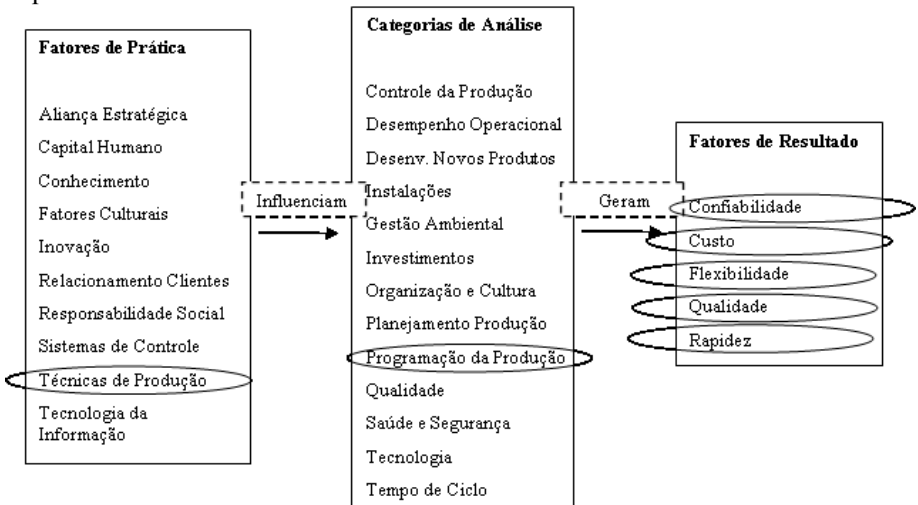 Fatores de Prática
Aliança Estratégica
Capital Humano
Conhecimento
Fatores Culturais
Inovação
Relacionamento Clientes
Responsabilidade Social
Sistemas de Controle
Técnicas de Produção
Tecnologia da
Informação
Influenciam
Categorias de Análise
Controle da Produção
Desempenho Operacional
Desenv. Novos Produtos
Instalações
Gestão Ambiental
Investimentos
Organização e Cultura
Planejamento Produção
Programação da Produção
Qualidade
Saúde e Segurança
Tecnologia
Tempo de Ciclo
Geram
Fatores de Resultado
Confiabilidade
Custo
Flexibilidade
Qualidade
Rapidez